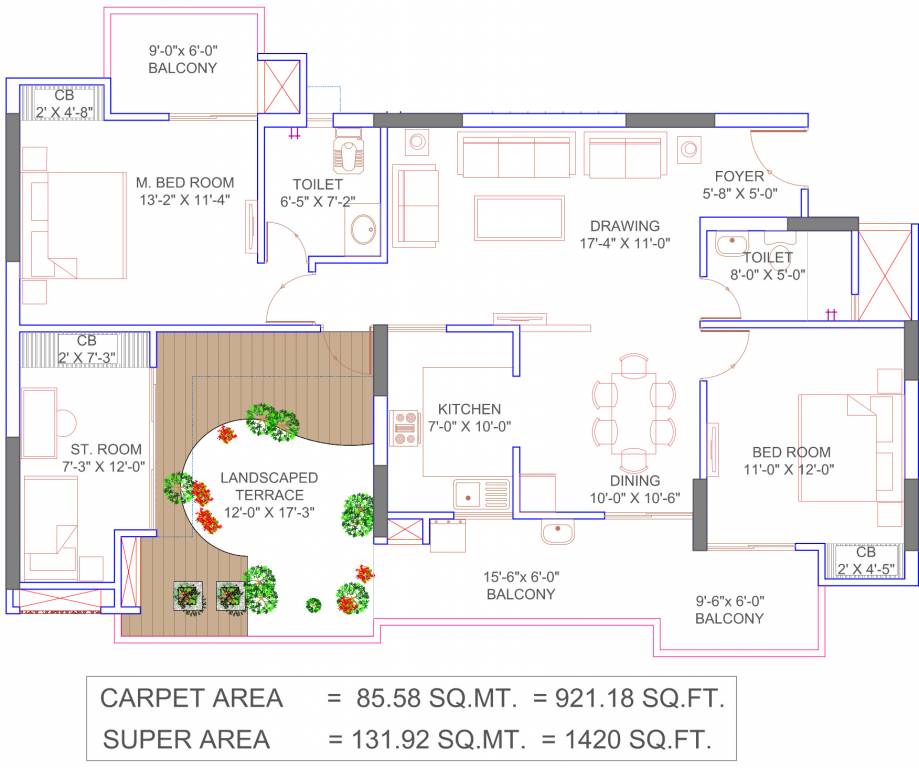 9'-0"x 6'-0"
BALCONY
CB
2' X 4'-8"
M. BED ROOM
13'-2" X 11'-4"
TOILET
6'-5" X 7'-2"
FOYER
5'-8" X 5'-0"
DRAWING
17'-4" X 11'-0"
TOILET
8'-0" X 5'-0"
CB
2' X 7'-3"
KITCHEN
7'-0" X 10'-0"
ST. ROOM
7'-3" X 12'-0"
LANDSCAPED
TERRACE
12'-0" X 17'-3"
DINING
10'-0" X 10'-6"
BED ROOM
11'-0" X 12'-0"
CB
2' X 4'-5"
15'-6"x 6'-0"
BALCONY
9'-6"x 6'-0"
BALCONY
CARPET AREA = 85.58 SQ.MT. = 921.18 SQ.FT.
SUPER AREA = 131.92 SQ.MT. = 1420 SQ.FT.